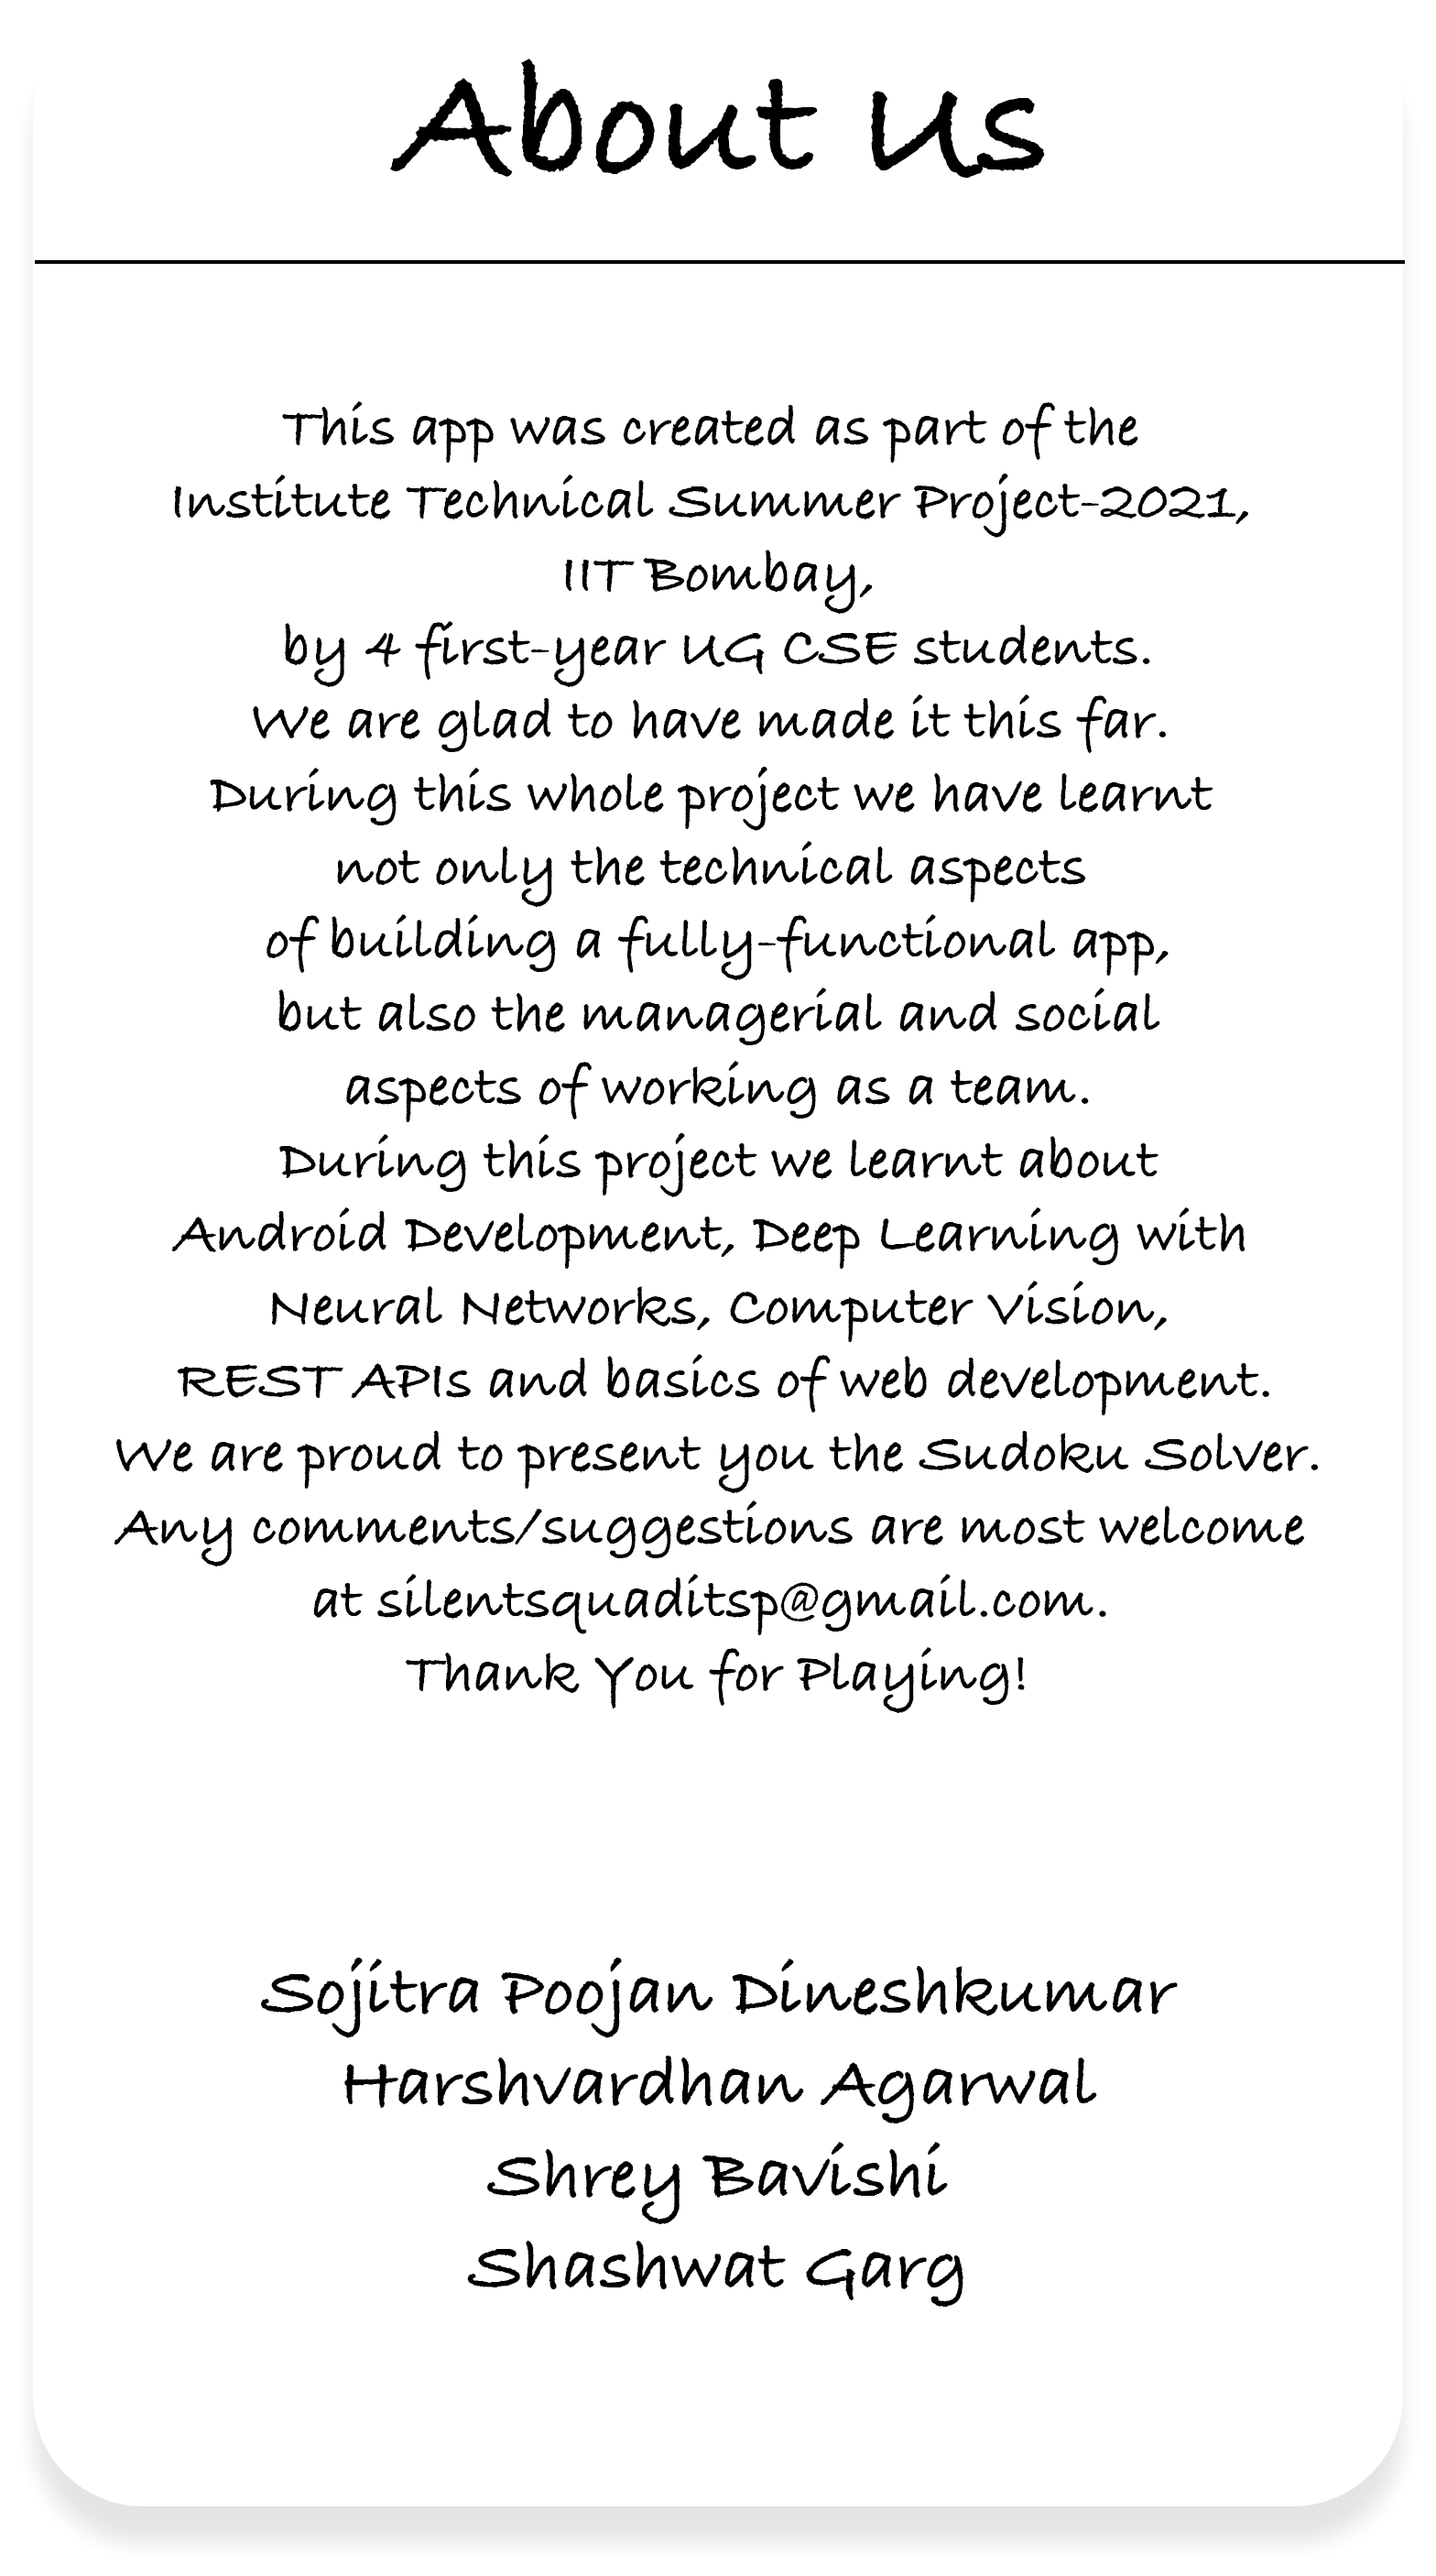 About Us
This app was created as part of the
Institute Technical Summer Project-2021,
IIT Bombay,
by 4 first-year UG CSE students.
We are glad to have made it this far.
During this whole project we have learnt
not only the technical aspects
of building a fully-functional app,
but also the managerial and social
aspects of working as a team.
During this project we learnt about
Android Development, Deep Learning with
Neural Networks, Computer Vision,
REST APIs and basics of web development.
We are proud to present you the Sudoku Solver.
Any comments/suggestions are most welcome
at silentsquaditsp@gmail.com.
Thank You for Playing!
Sojitra Poojan Dineshkumar
Harshvardhan Agarwal
Shrey Bavishi
Shashwat Garg